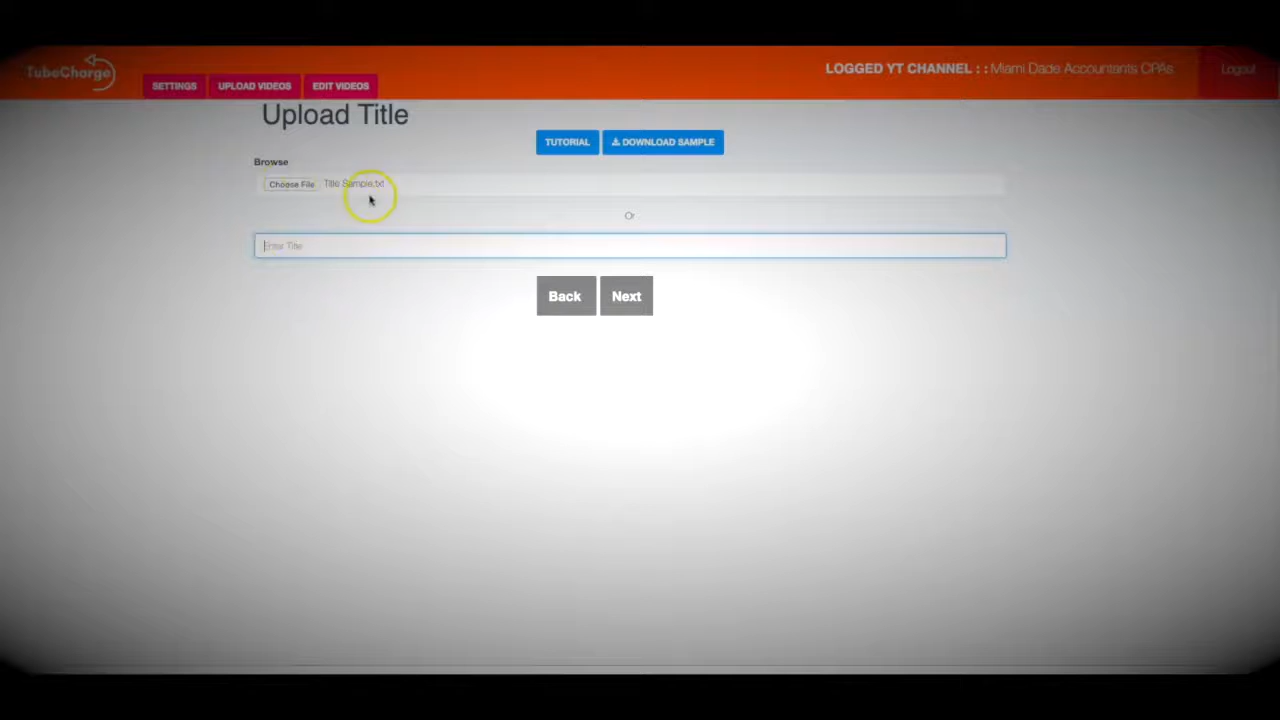 TubeCharge
SETTINGS UPLOAD VIDEOS EDIT VIDEOS
LOGGED YT CHANNEL : : Miami Dade Accountants CPAs
Logout
Upload Title
TUTORIAL DOWNLOAD SAMPLE
Browse
Choose File Title Sample.txt
Or
Enter Title
Back Next